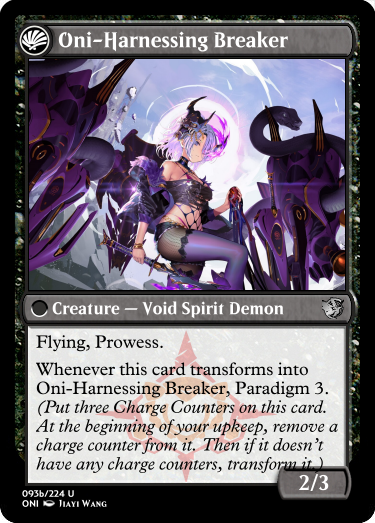 Oni-Harnessing Breaker
Creature — Void Spirit Demon
Flying, Prowess.
Whenever this card transforms into
Oni-Harnessing Breaker, Paradigm 3.
(Put three Charge Counters on this card.
At the beginning of your upkeep, remove a
charge counter from it. Then if it doesn't
have any charge counters, transform it.)
2/3
093b/224 U
ONI Jiayi Wang